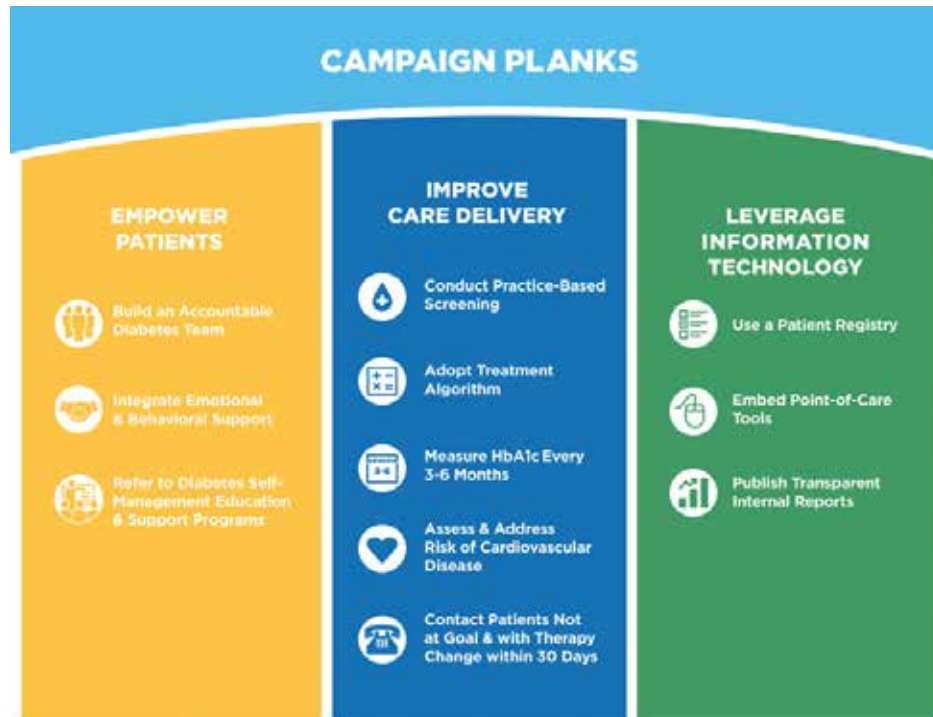 CAMPAIGN PLANKS
EMPOWER
PATIENTS
Build an Accountable
Diabetes Team
Integrate Emotional
& Behavioral Support
Refer to Diabetes Self-
Management Education
& Support Programs
IMPROVE
CARE DELIVERY
Conduct Practice-Based
Screening
Adopt Treatment
Algorithm
Measure HbA1c Every
3-6 Months
Assess & Address
Risk of Cardiovascular
Disease
Contact Patients Not
at Goal & with Therapy
Change within 30 Days
LEVERAGE
INFORMATION
TECHNOLOGY
Use a Patient Registry
Embed Point-of-Care
Tools
Publish Transparent
Internal Reports